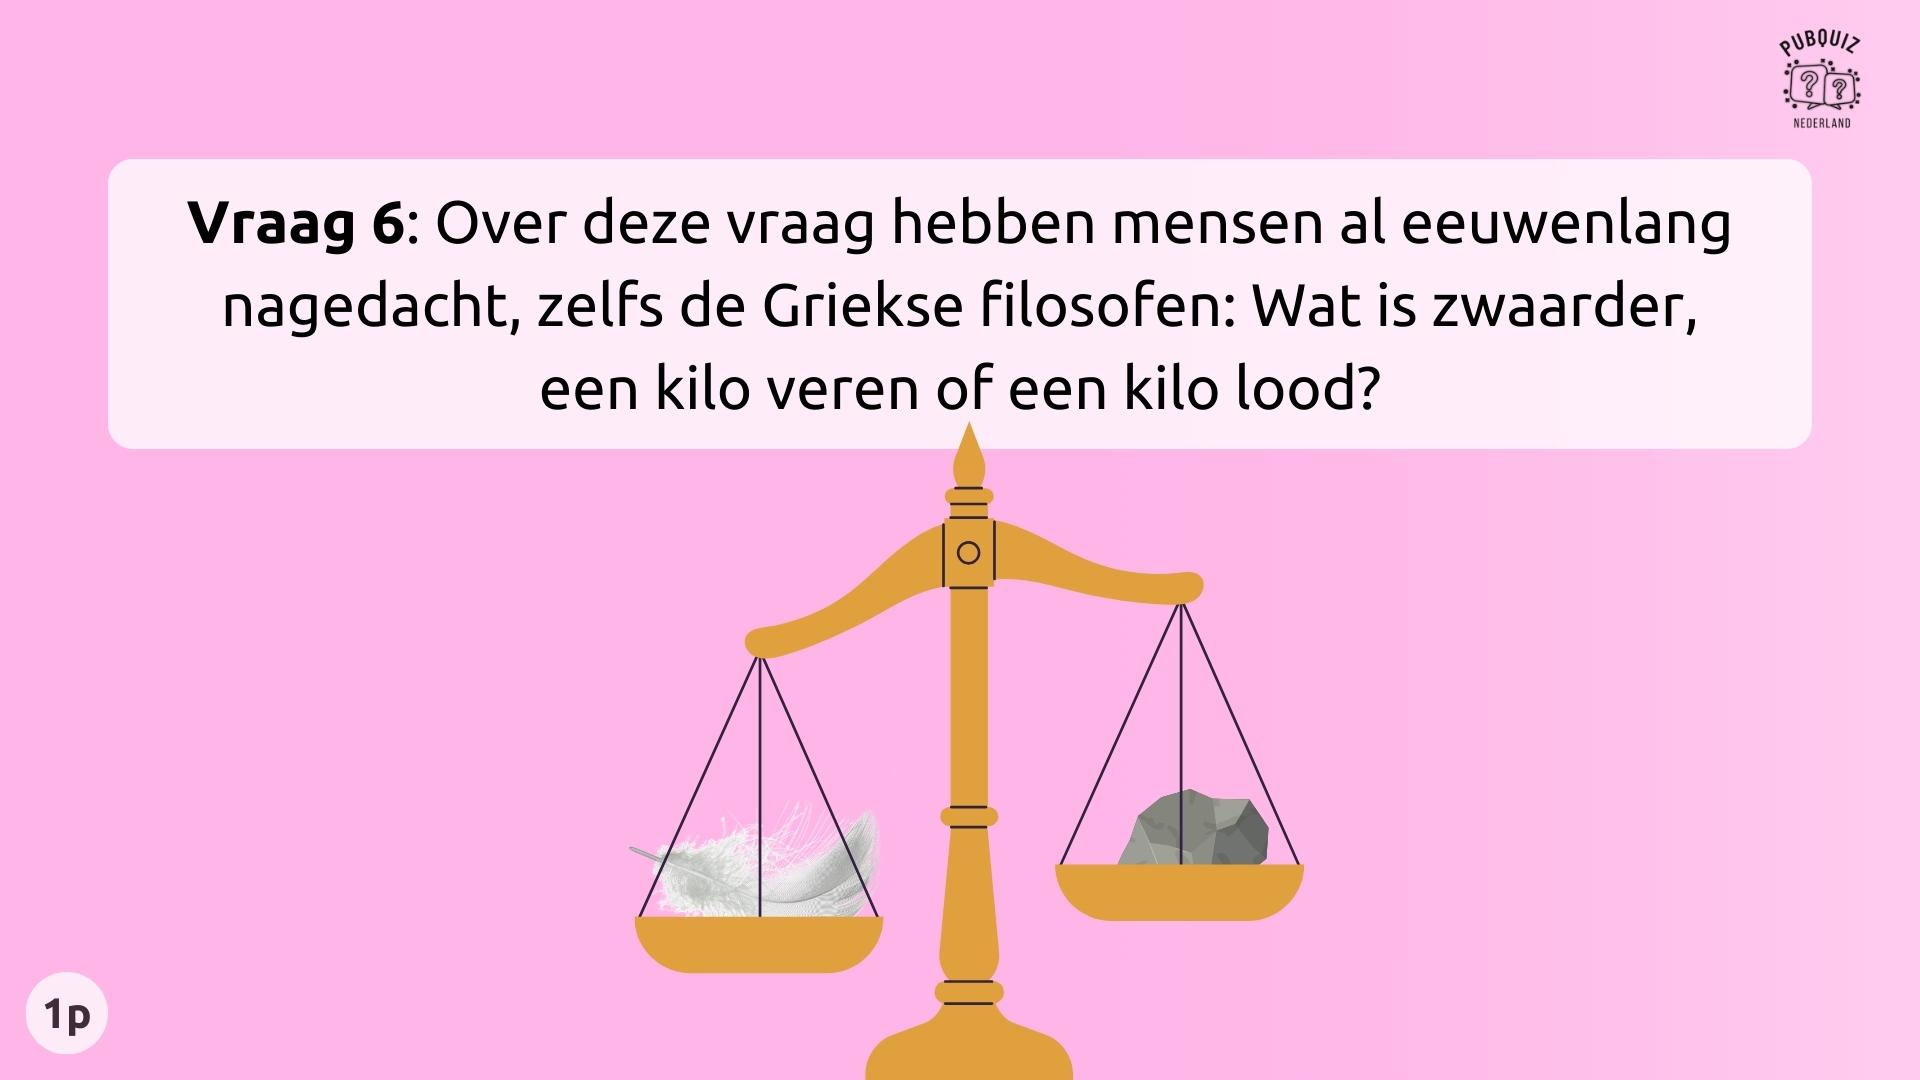 PUBQUIZ
? ?
NEDERLAND
Vraag 6: Over deze vraag hebben mensen al eeuwenlang
nagedacht, zelfs de Griekse filosofen: Wat is zwaarder,
een kilo veren of een kilo lood?
1p